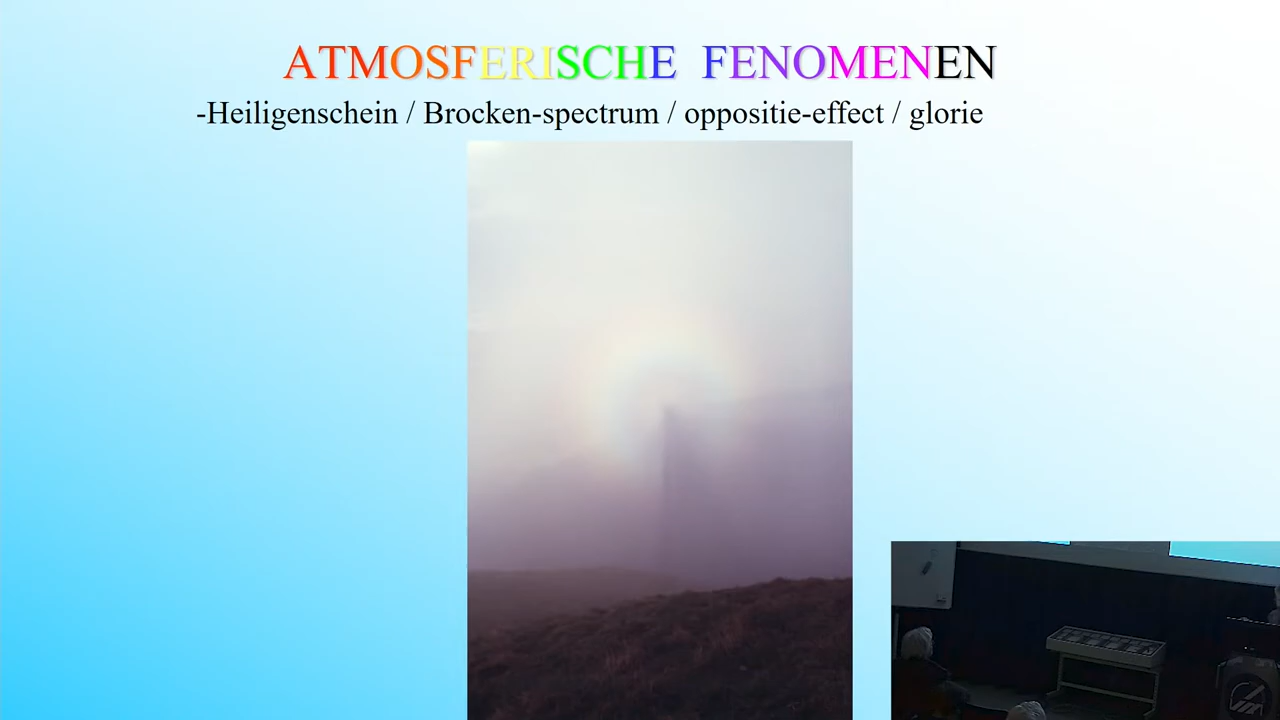 ATMOSFERISCHE FENOMENEN
-Heiligenschein / Brocken-spectrum / oppositie-effect / glorie